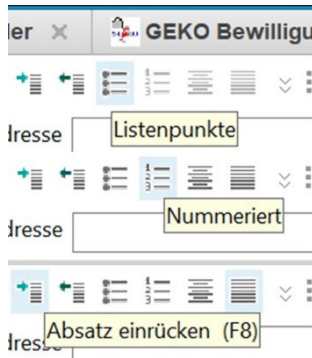 ler × GEKO Bewilligu
dresse Listenpunkte
Nummeriert
dresse
Absatz einrücken (F8)
dresse